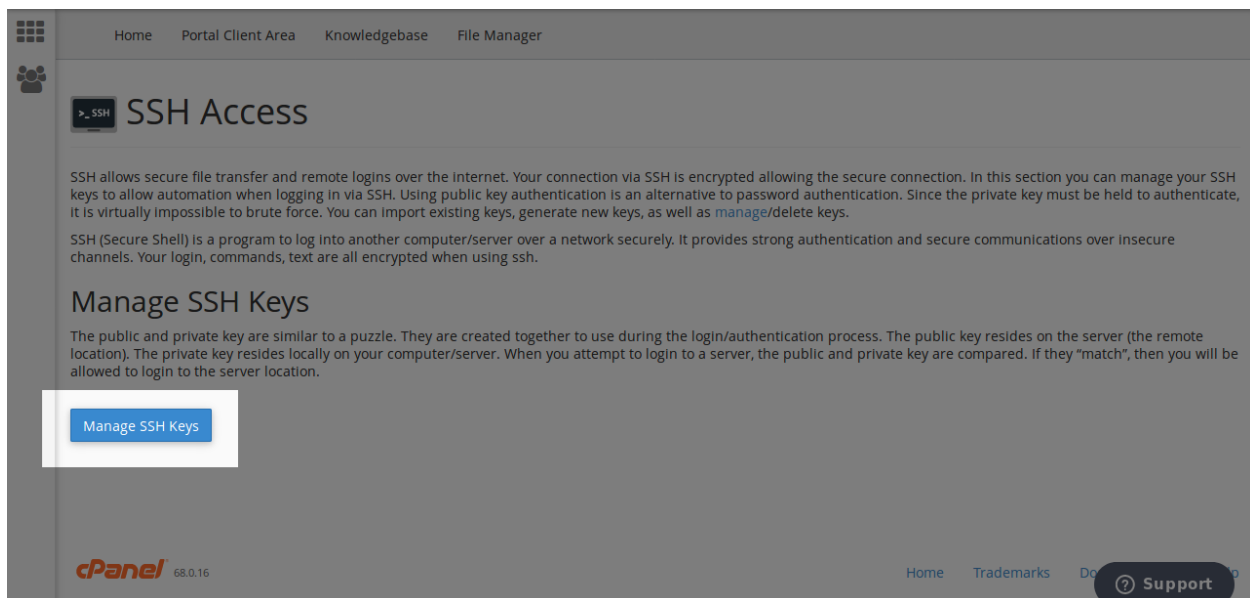 Home Portal Client Area Knowledgebase File Manager
>_ SSH
SSH Access
SSH allows secure file transfer and remote logins over the internet. Your connection via SSH is encrypted allowing the secure connection. In this section you can manage your SSH
keys to allow automation when logging in via SSH. Using public key authentication is an alternative to password authentication. Since the private key must be held to authenticate,
it is virtually impossible to brute force. You can import existing keys, generate new keys, as well as manage/delete keys.
SSH (Secure Shell) is a program to log into another computer/server over a network securely. It provides strong authentication and secure communications over insecure
channels. Your login, commands, text are all encrypted when using ssh.
Manage SSH Keys
The public and private key are similar to a puzzle. They are created together to use during the login/authentication process. The public key resides on the server (the remote
location). The private key resides locally on your computer/server. When you attempt to login to a server, the public and private key are compared. If they “match”, then you will be
allowed to login to the server location.
Manage SSH Keys
cPanel 68.0.16
Home Trademarks
Support